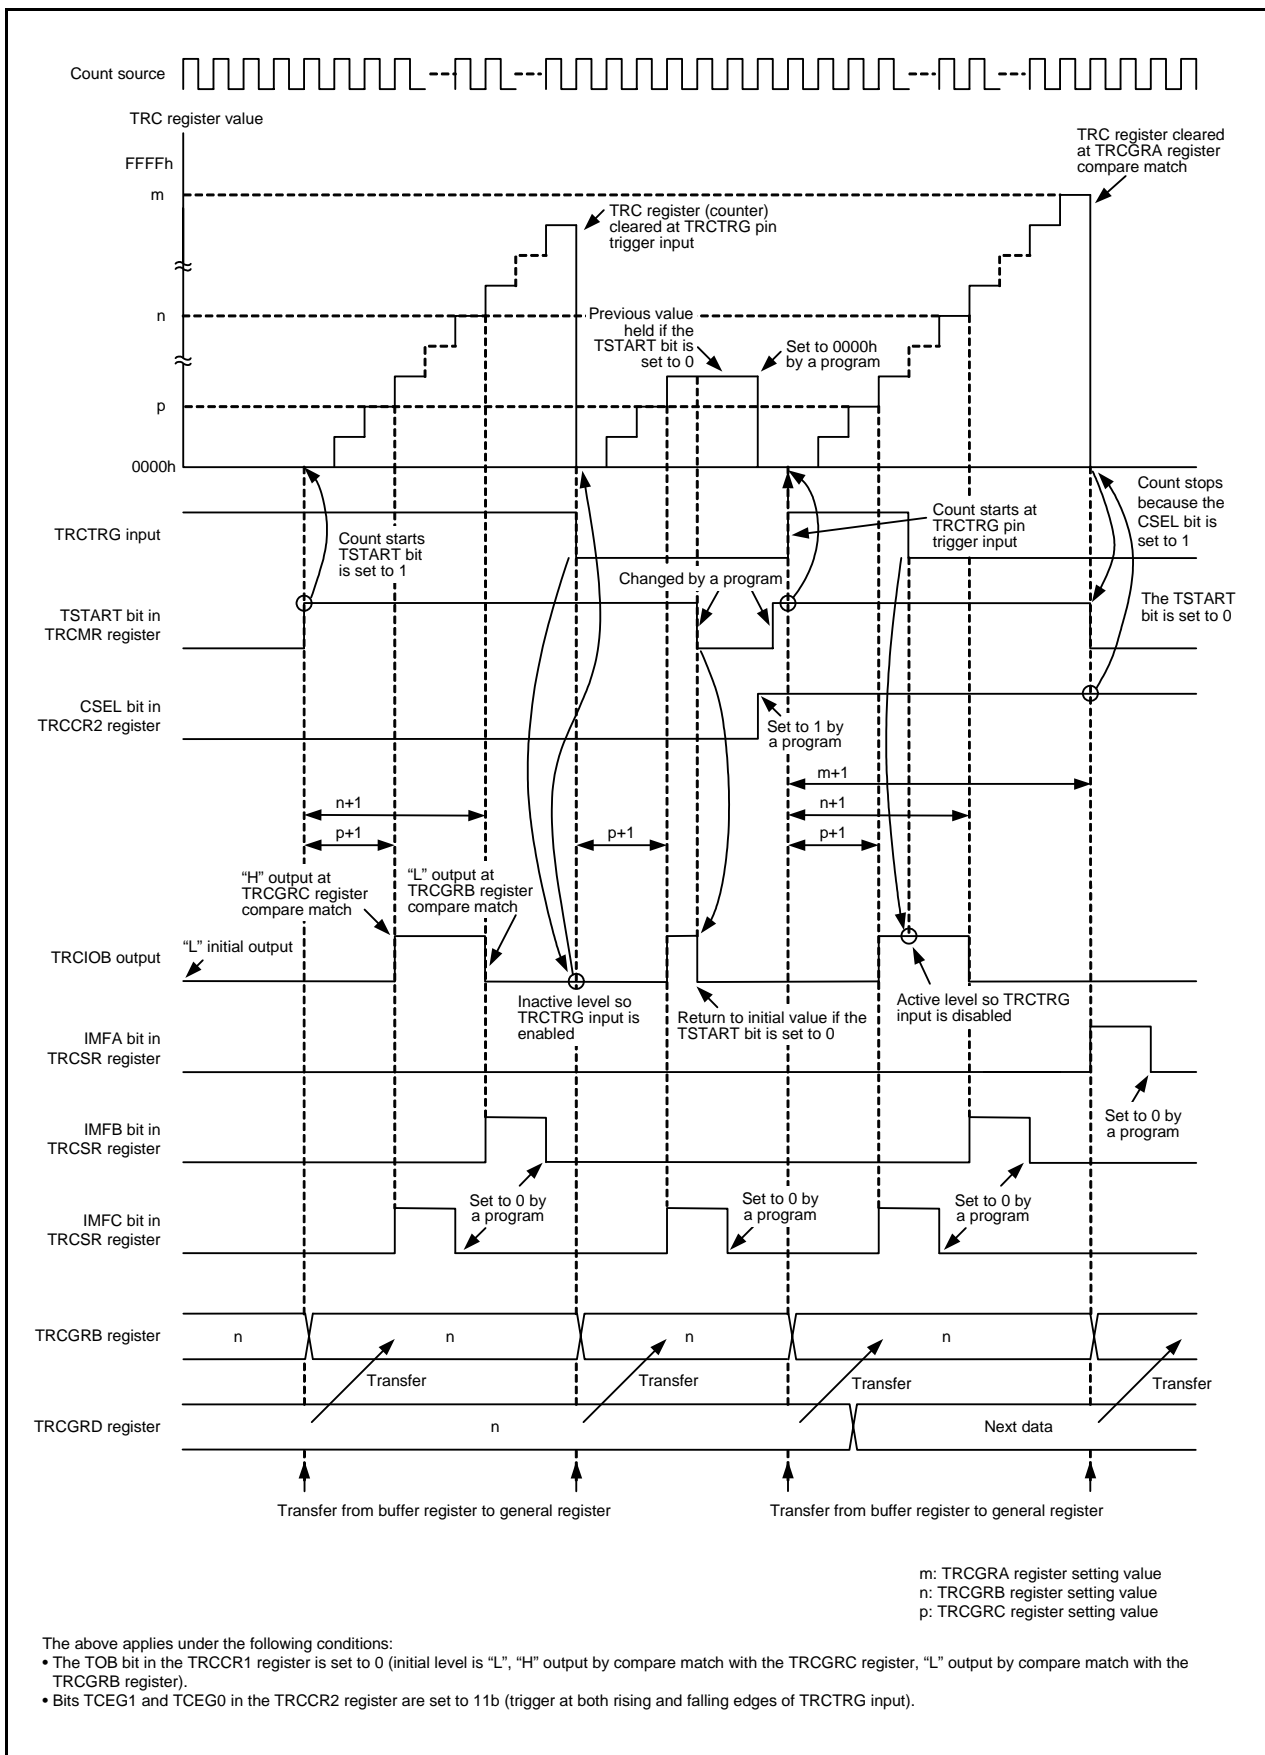 Count source
TRC register value
FFFFh
m
n
p
0000h
TRC register cleared
at TRCGRA register
compare match
TRC register (counter)
cleared at TRCTRG pin
trigger input
Previous value
held if the
TSTART bit is
set to 0
Set to 0000h
by a program
TRCTRG input
Count starts
TSTART bit
is set to 1
Count starts at
TRCTRG pin
trigger input
Count stops
because the
CSEL bit is
set to 1
Changed by a program
TSTART bit in
TRCMR register
The TSTART
bit is set to 0
CSEL bit in
TRCCR2 register
Set to 1 by
a program
m+1
n+1
n+1
p+1
p+1
p+1
“H” output at
TRCGRC register
compare match
“L” output at
TRCGRB register
compare match
TRCIOB output
“L” initial output
Inactive level so
TRCTRG input is
enabled
Return to initial value if the
TSTART bit is set to 0
Active level so TRCTRG
input is disabled
IMFA bit in
TRCSR register
Set to 0 by
a program
IMFB bit in
TRCSR register
Set to 0 by
a program
Set to 0 by
a program
Set to 0 by
a program
IMFC bit in
TRCSR register
TRCGRB register
n
n
n
n
Transfer
Transfer
Transfer
Transfer
TRCGRD register
n
Next data
Transfer from buffer register to general register
Transfer from buffer register to general register
m: TRCGRA register setting value
n: TRCGRB register setting value
p: TRCGRC register setting value
The above applies under the following conditions:
• The TOB bit in the TRCCR1 register is set to 0 (initial level is “L”, “H” output by compare match with the TRCGRC register, “L” output by compare match with the
TRCGRB register).
• Bits TCEG1 and TCEG0 in the TRCCR2 register are set to 11b (trigger at both rising and falling edges of TRCTRG input).